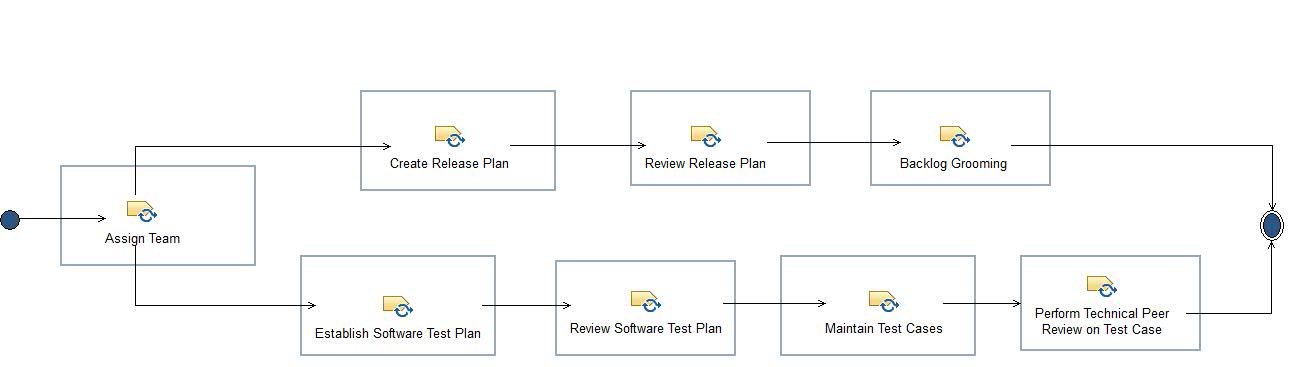 Create Release Plan
Review Release Plan
Backlog Grooming
Assign Team
Establish Software Test Plan
Review Software Test Plan
Maintain Test Cases
Perform Technical Peer
Review on Test Case